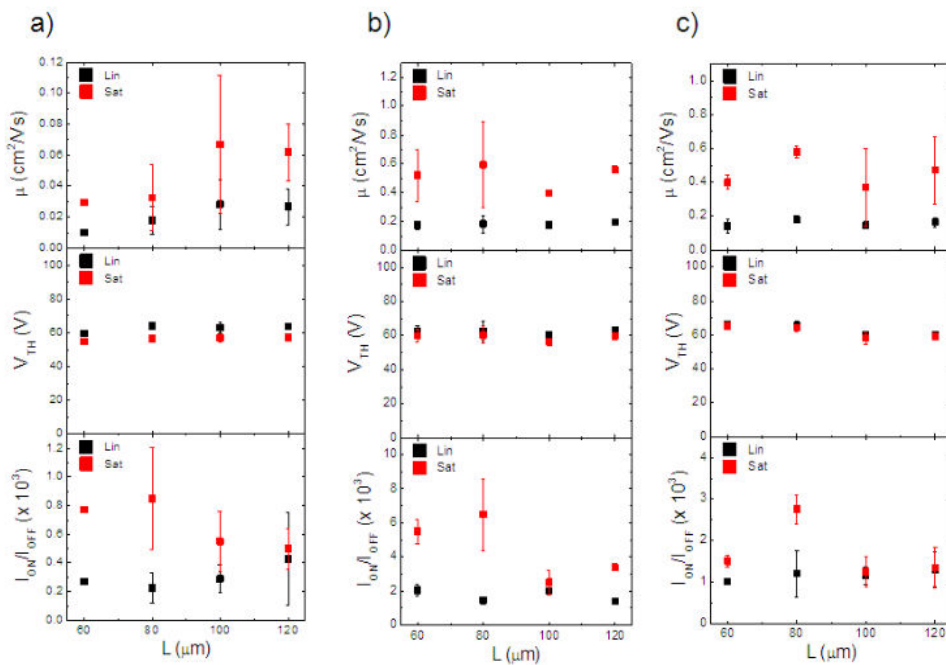 a)
b)
c)
μ (cm²/Vs)
0.12
0.10
0.08
0.06
0.04
0.02
0.00
Lin
Sat
V_TH (V)
100
80
60
40
20
0
Lin
Sat
I_ON/I_OFF (x 10³)
1.2
1.0
0.8
0.6
0.4
0.2
0.0
Lin
Sat
60 80 100 120
L (μm)
μ (cm²/Vs)
1.2
1.0
0.8
0.6
0.4
0.2
0.0
Lin
Sat
V_TH (V)
100
80
60
40
20
0
Lin
Sat
I_ON/I_OFF (x 10³)
10
8
6
4
2
0
Lin
Sat
60 80 100 120
L (μm)
μ (cm²/Vs)
1.0
0.8
0.6
0.4
0.2
0.0
Lin
Sat
V_TH (V)
100
80
60
40
20
0
Lin
Sat
I_ON/I_OFF (x 10³)
4
3
2
1
0
Lin
Sat
60 80 100 120
L (μm)